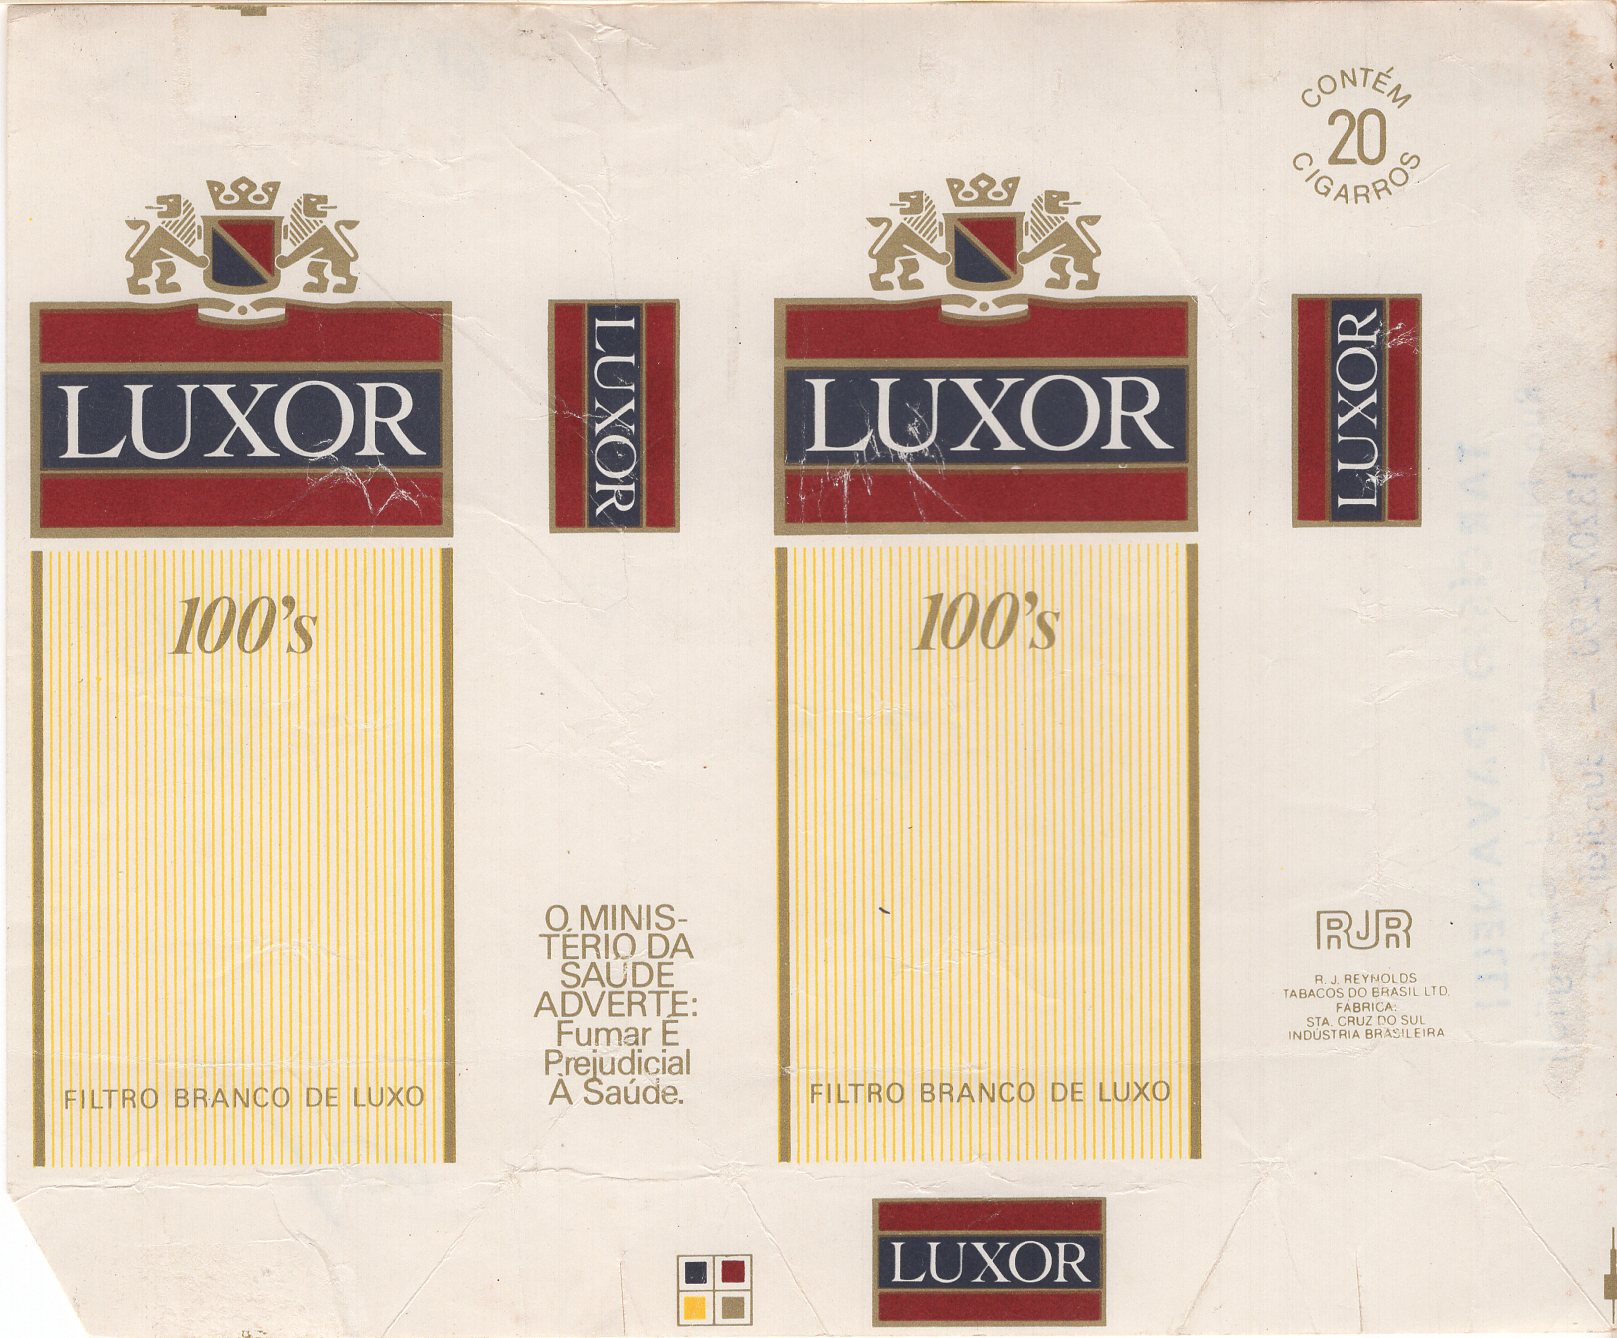 CONTÉM
20
CIGARROS
LUXOR
100's
FILTRO BRANCO DE LUXO
LUXOR
O MINIS-
TÉRIO DA
SAÚDE
ADVERTE:
Fumar É
Prejudicial
À Saúde.
LUXOR
100's
FILTRO BRANCO DE LUXO
LUXOR
LUXOR
RJR
R. J. REYNOLDS
TABACOS DO BRASIL LTD.
FÁBRICA:
STA. CRUZ DO SUL
INDÚSTRIA BRASILEIRA